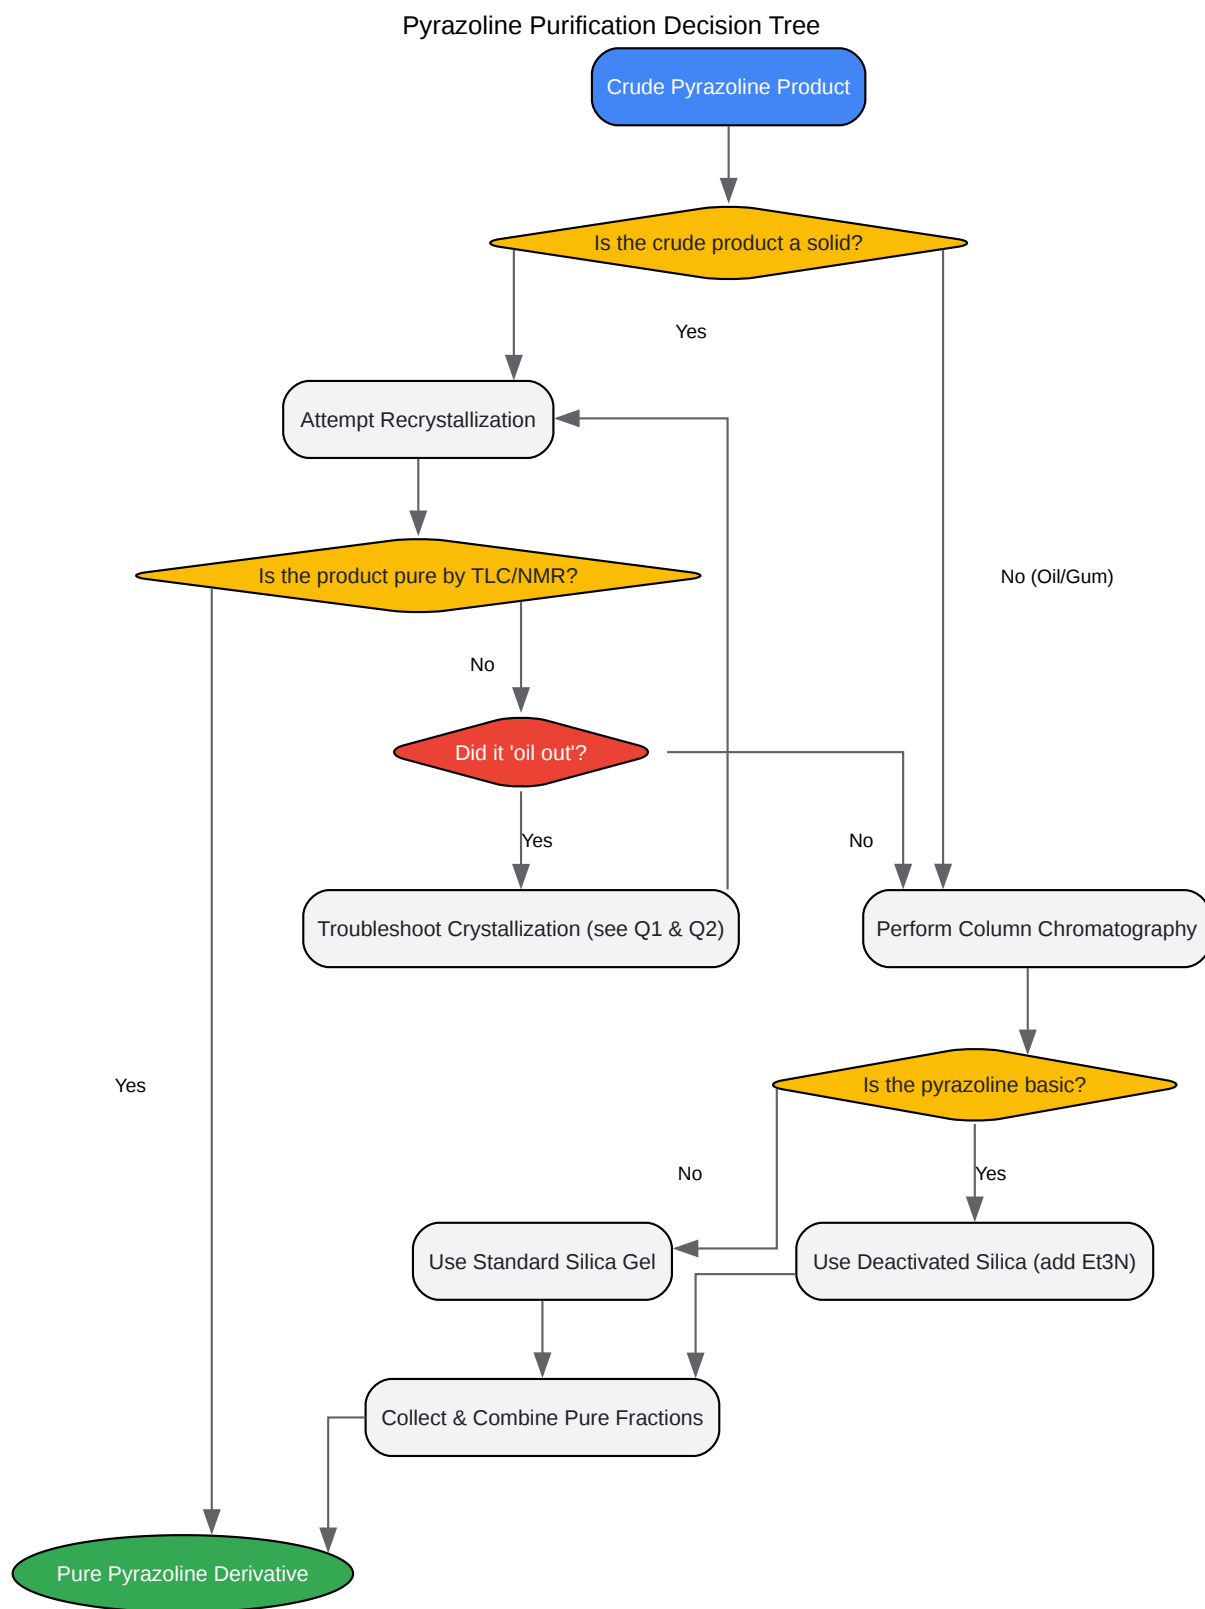 Pyrazoline Purification Decision Tree
Crude Pyrazoline Product
Is the crude product a solid?
Yes
Attempt Recrystallization
Is the product pure by TLC/NMR?
No (Oil/Gum)
No
Did it 'oil out'?
Yes
No
Troubleshoot Crystallization (see Q1 & Q2)
Perform Column Chromatography
Is the pyrazoline basic?
Yes
No
Yes
Use Standard Silica Gel
Use Deactivated Silica (add Et3N)
Collect & Combine Pure Fractions
Pure Pyrazoline Derivative